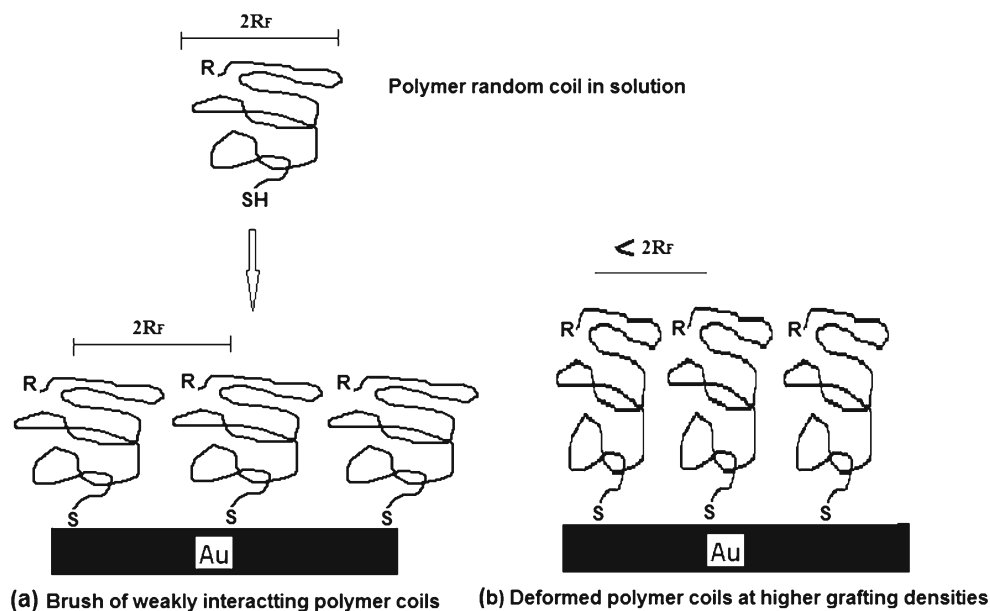 2RF
R
Polymer random coil in solution
SH
2RF
R R R
S S S
Au
(a) Brush of weakly interactting polymer coils
< 2RF
R R R
S S S
Au
(b) Deformed polymer coils at higher grafting densities